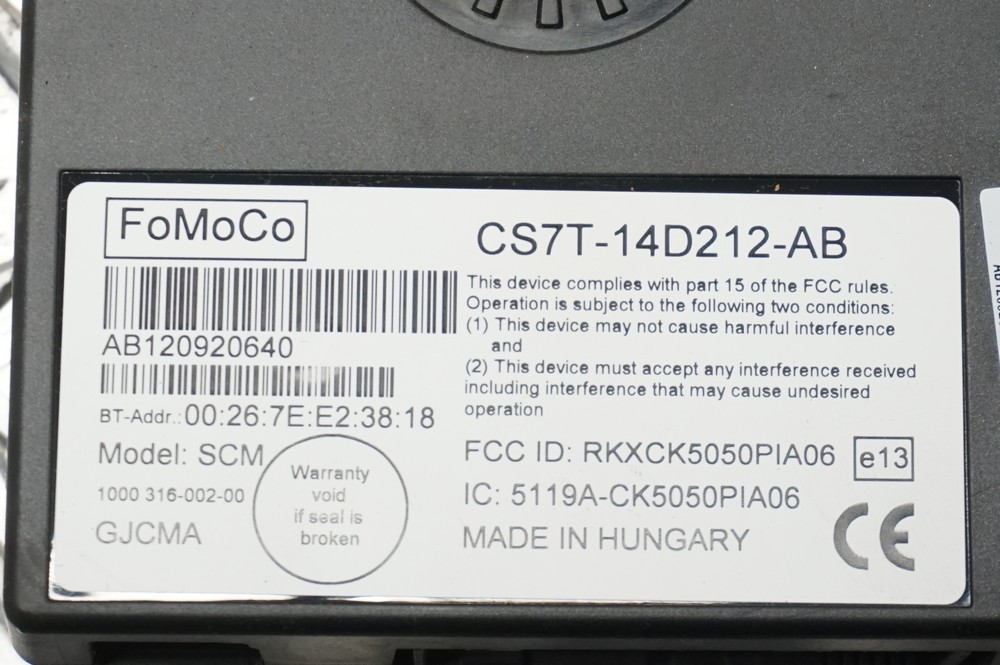 FoMoCo
CS7T-14D212-AB
AB120920640
BT-Addr.: 00:26:7E:E2:38:18
Model: SCM
1000 316-002-00
GJCMA
Warranty
void
if seal is
broken
This device complies with part 15 of the FCC rules.
Operation is subject to the following two conditions:
(1) This device may not cause harmful interference
and
(2) This device must accept any interference received
including interference that may cause undesired
operation
FCC ID: RKXCK5050PIA06
e13
IC: 5119A-CK5050PIA06
MADE IN HUNGARY
CE